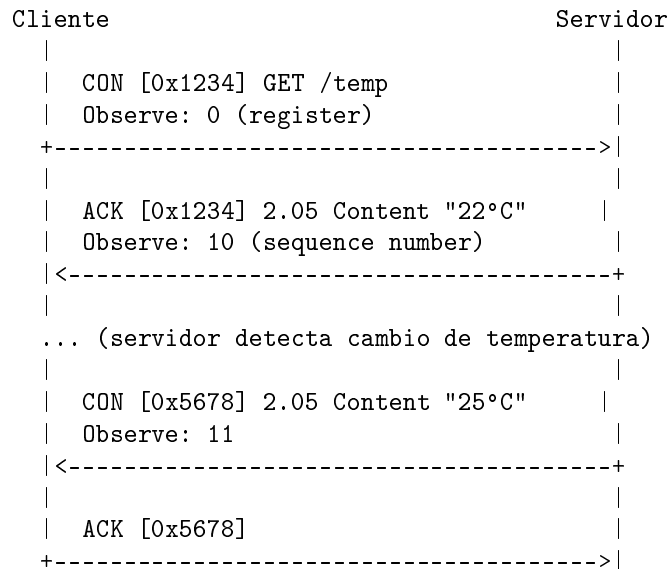 Cliente                                Servidor
  |                                        |
  |  CON [0x1234] GET /temp                |
  |  Observe: 0 (register)                 |
  +--------------------------------------->|
  |                                        |
  |  ACK [0x1234] 2.05 Content "22°C"     |
  |  Observe: 10 (sequence number)         |
  |<---------------------------------------+
  |                                        |
  ... (servidor detecta cambio de temperatura)
  |                                        |
  |  CON [0x5678] 2.05 Content "25°C"     |
  |  Observe: 11                           |
  |<---------------------------------------+
  |                                        |
  |  ACK [0x5678]                          |
  +--------------------------------------->|